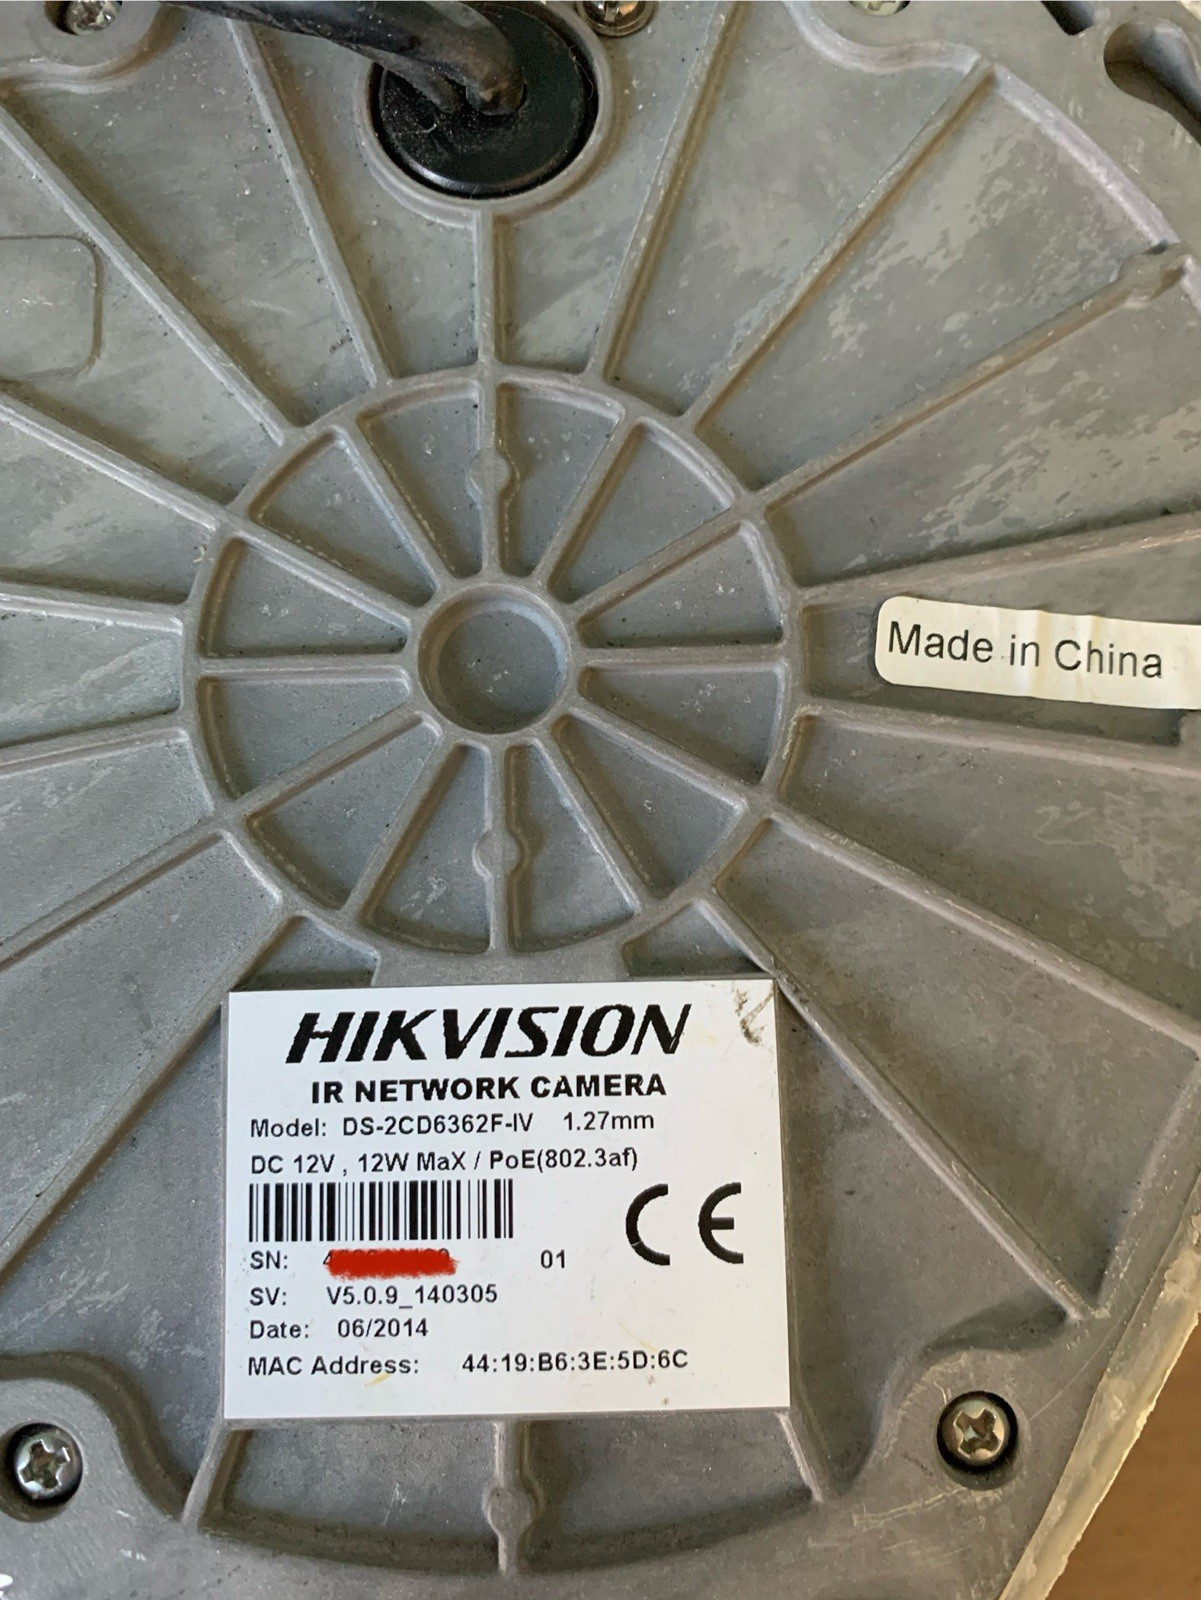 Made in China
HIKVISION
IR NETWORK CAMERA
Model: DS-2CD6362F-IV 1.27mm
DC 12V , 12W MaX / PoE(802.3af)
CE
SN: 01
SV: V5.0.9_140305
Date: 06/2014
MAC Address: 44:19:B6:3E:5D:6C